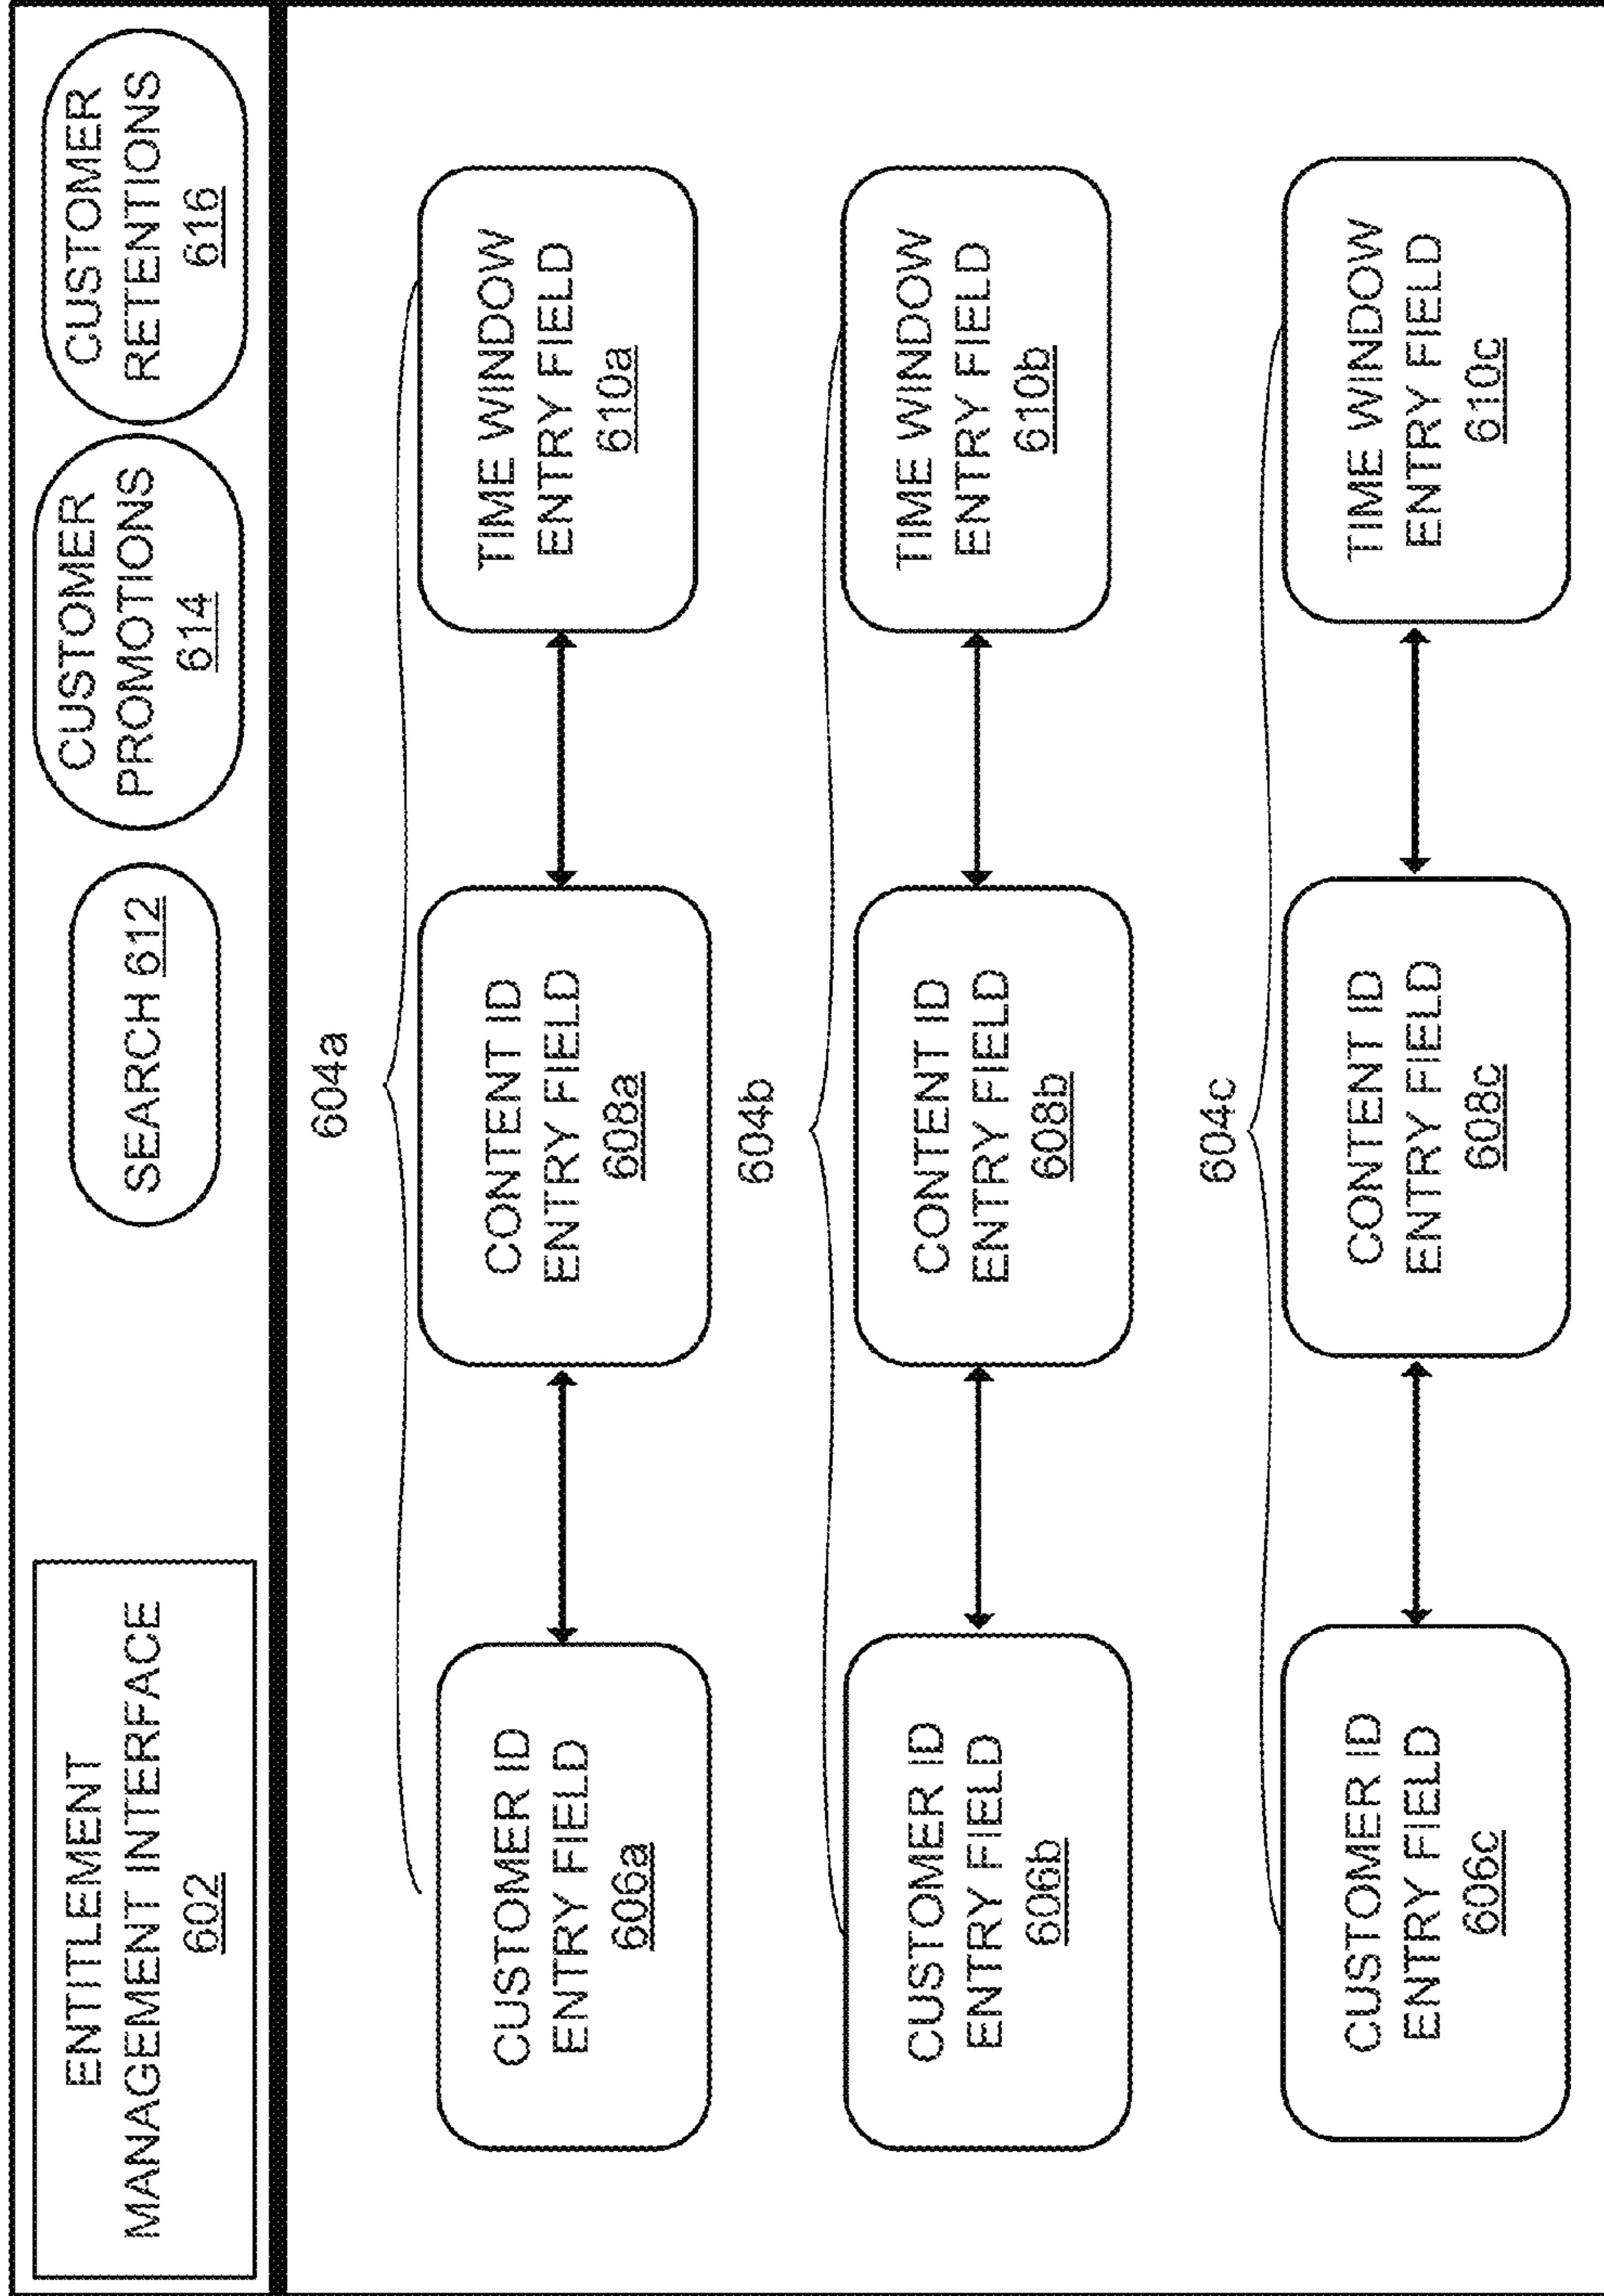 ENTITLEMENT
MANAGEMENT INTERFACE
602
SEARCH 612
CUSTOMER
PROMOTIONS
614
CUSTOMER
RETENTIONS
616
604a
CUSTOMER ID
ENTRY FIELD
606a
CONTENT ID
ENTRY FIELD
608a
TIME WINDOW
ENTRY FIELD
610a
604b
CUSTOMER ID
ENTRY FIELD
606b
CONTENT ID
ENTRY FIELD
608b
TIME WINDOW
ENTRY FIELD
610b
604c
CUSTOMER ID
ENTRY FIELD
606c
CONTENT ID
ENTRY FIELD
608c
TIME WINDOW
ENTRY FIELD
610c